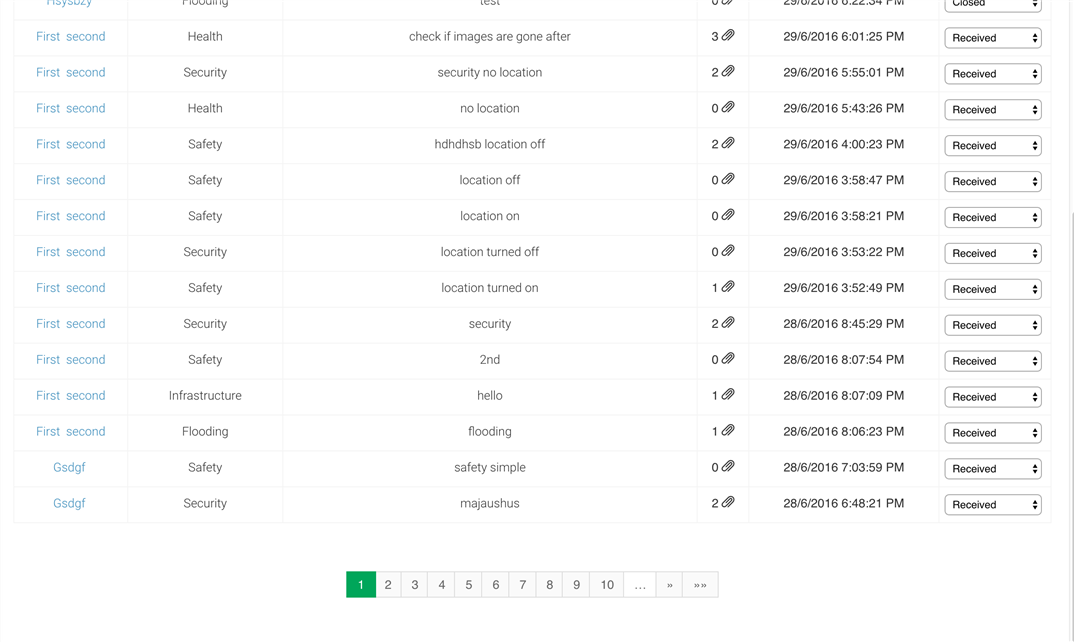 Hsysbzy Flooding test 0 29/6/2016 6:22:34 PM Closed
First second Health check if images are gone after 3 29/6/2016 6:01:25 PM Received
First second Security security no location 2 29/6/2016 5:55:01 PM Received
First second Health no location 0 29/6/2016 5:43:26 PM Received
First second Safety hdhdhsb location off 2 29/6/2016 4:00:23 PM Received
First second Safety location off 0 29/6/2016 3:58:47 PM Received
First second Safety location on 0 29/6/2016 3:58:21 PM Received
First second Security location turned off 0 29/6/2016 3:53:22 PM Received
First second Safety location turned on 1 29/6/2016 3:52:49 PM Received
First second Security security 2 28/6/2016 8:45:29 PM Received
First second Safety 2nd 0 28/6/2016 8:07:54 PM Received
First second Infrastructure hello 1 28/6/2016 8:07:09 PM Received
First second Flooding flooding 1 28/6/2016 8:06:23 PM Received
Gsdgf Safety safety simple 0 28/6/2016 7:03:59 PM Received
Gsdgf Security majaushus 2 28/6/2016 6:48:21 PM Received
1 2 3 4 5 6 7 8 9 10 ... » »»